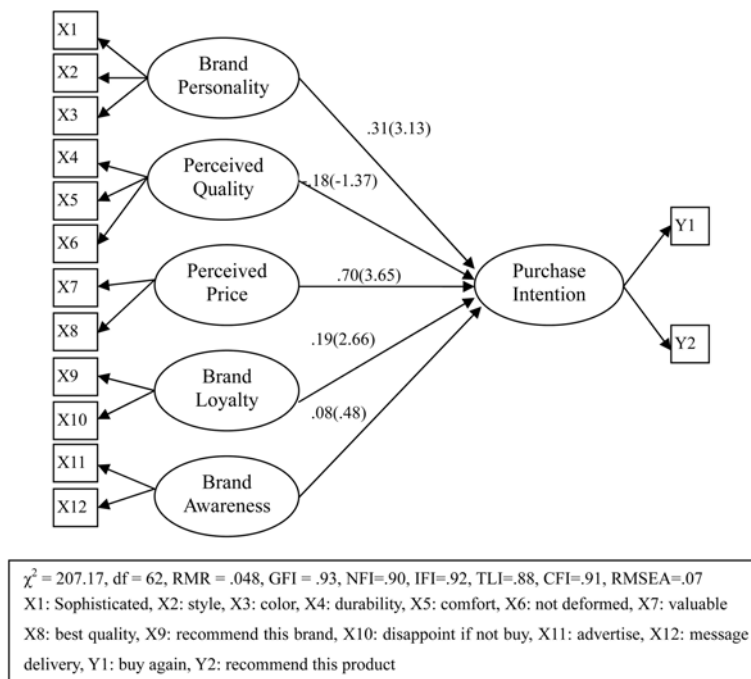 X1
X2
X3
Brand
Personality
.31(3.13)
X4
X5
X6
Perceived
Quality
-.18(-1.37)
Y1
X7
X8
Perceived
Price
.70(3.65)
Purchase
Intention
Y2
X9
X10
Brand
Loyalty
.19(2.66)
.08(.48)
X11
X12
Brand
Awareness
χ² = 207.17, df = 62, RMR = .048, GFI = .93, NFI=.90, IFI=.92, TLI=.88, CFI=.91, RMSEA=.07
X1: Sophisticated, X2: style, X3: color, X4: durability, X5: comfort, X6: not deformed, X7: valuable
X8: best quality, X9: recommend this brand, X10: disappoint if not buy, X11: advertise, X12: message
delivery, Y1: buy again, Y2: recommend this product